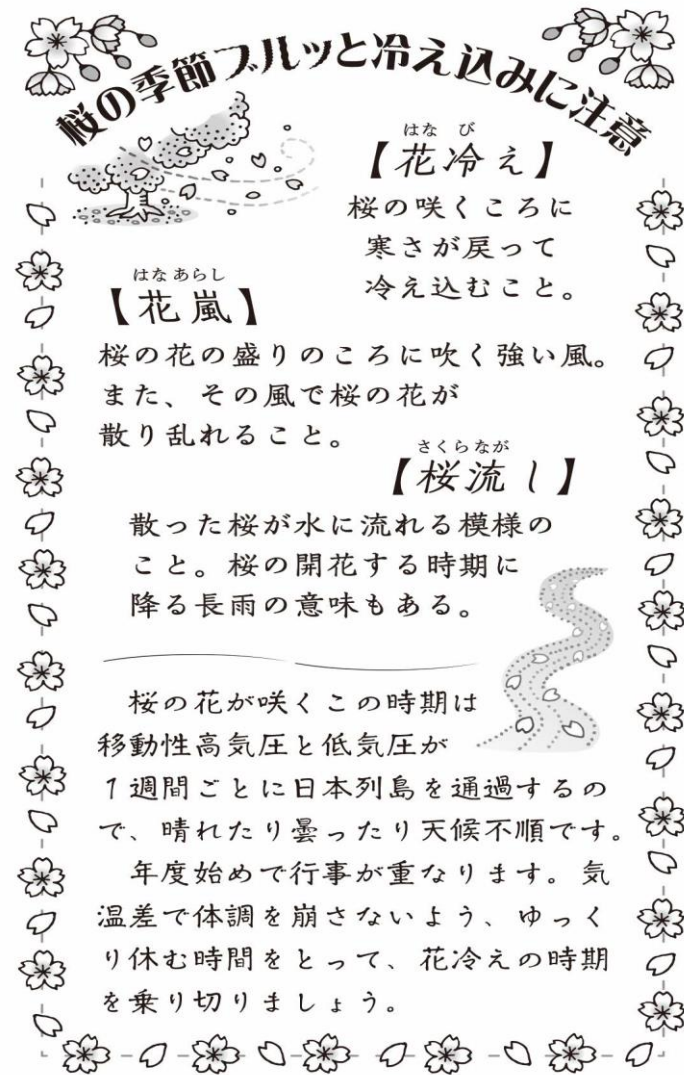 桜の季節ブルッと冷え込みに注意
はな び
【花冷え】
桜の咲くころに
寒さが戻って
冷え込むこと。
はなあらし
【花嵐】
桜の花の盛りのころに吹く強い風。
また、その風で桜の花が
散り乱れること。
さくらなが
【桜流し】
散った桜が水に流れる模様の
こと。桜の開花する時期に
降る長雨の意味もある。
桜の花が咲くこの時期は
移動性高気圧と低気圧が
1週間ごとに日本列島を通過するの
で、晴れたり曇ったり天候不順です。
年度始めで行事が重なります。気
温差で体調を崩さないよう、ゆっく
り休む時間をとって、花冷えの時期
を乗り切りましょう。